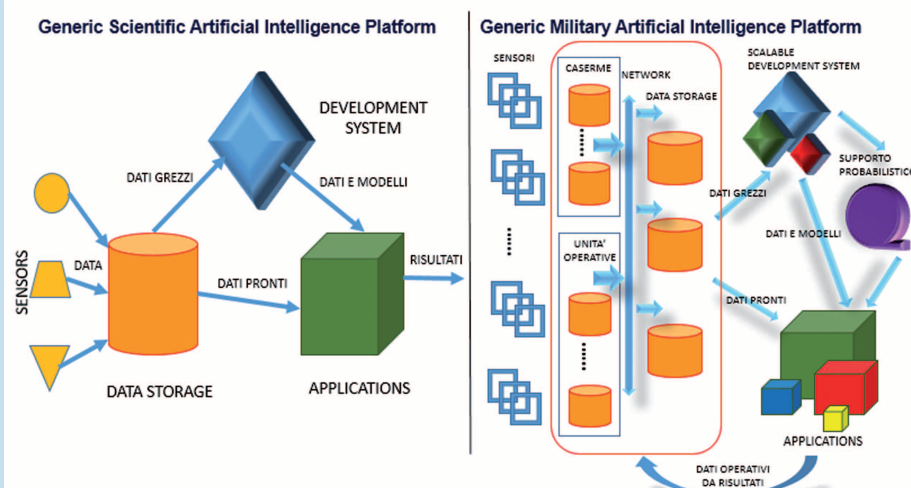 Generic Scientific Artificial Intelligence Platform
DEVELOPMENT
SYSTEM
DATI GREZZI
DATI E MODELLI
SENSORS
DATA
DATI PRONTI
RISULTATI
DATA STORAGE
APPLICATIONS
Generic Military Artificial Intelligence Platform
SENSORI
CASERME
NETWORK
DATA STORAGE
SCALABLE
DEVELOPMENT SYSTEM
SUPPORTO
PROBABILISTICO
DATI GREZZI
DATI E MODELLI
UNITA'
OPERATIVE
DATI PRONTI
APPLICATIONS
DATI OPERATIVI
DA RISULTATI